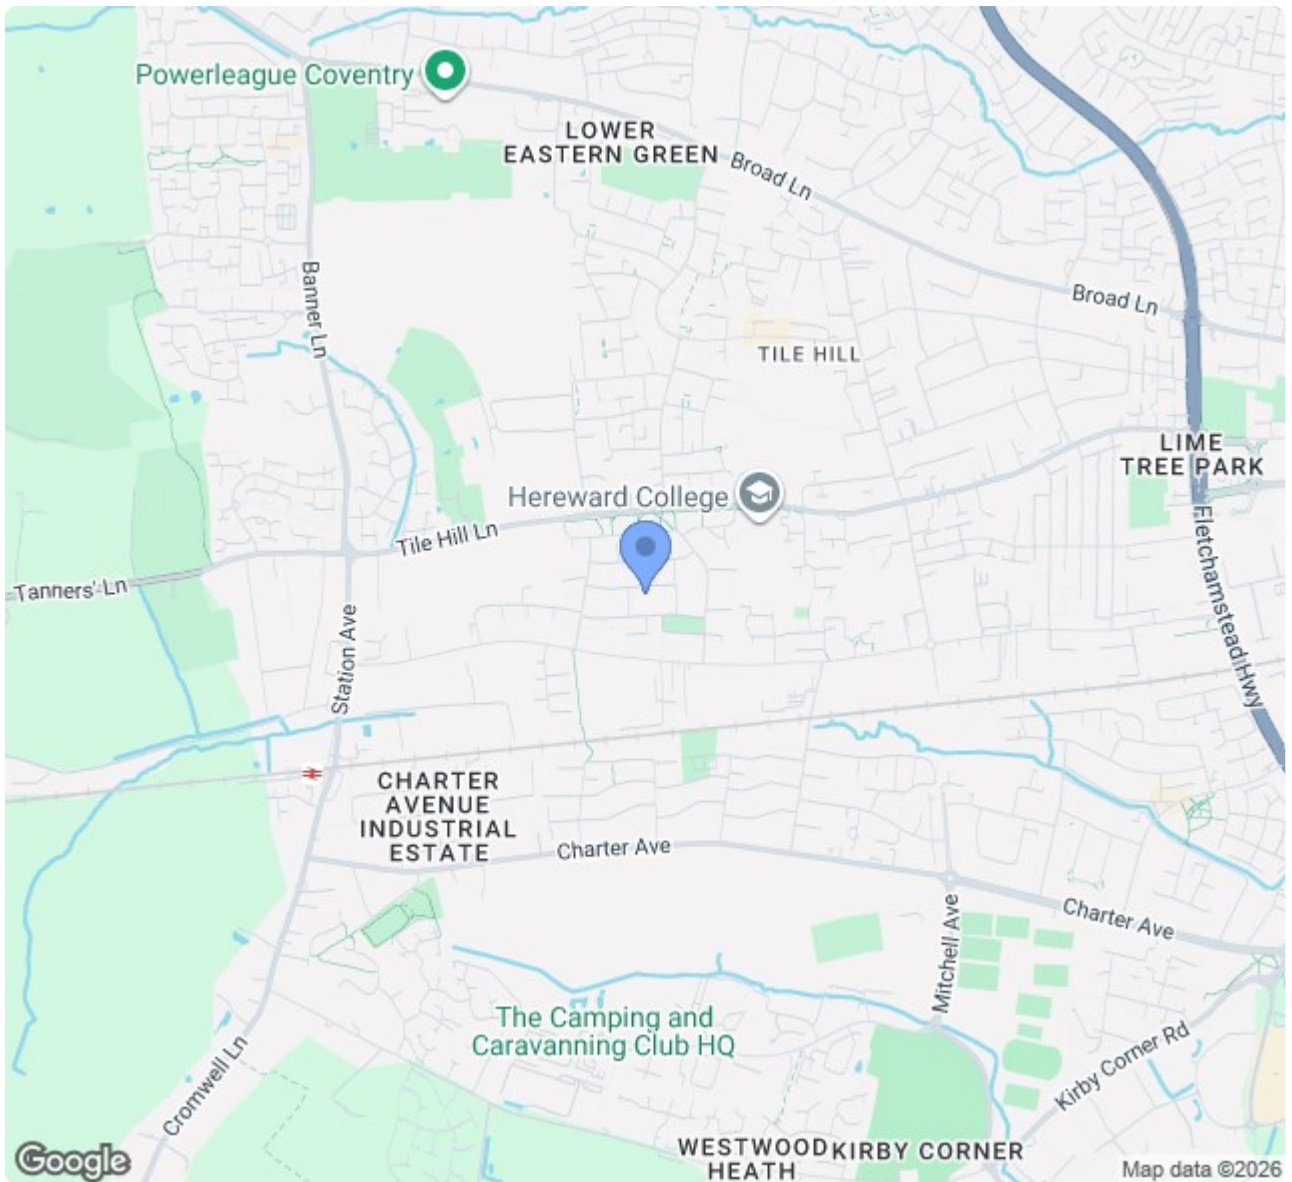 Powerleague Coventry
LOWER
EASTERN GREEN
Broad Ln
Banner Ln
Broad Ln
TILE HILL
LIME
TREE PARK
Hereward College
Tile Hill Ln
Fletchamstead Hwy
Tanners' Ln
Station Ave
CHARTER
AVENUE
INDUSTRIAL
ESTATE
Charter Ave
Charter Ave
Mitchell Ave
The Camping and
Caravanning Club HQ
Kirby Corner Rd
Cromwell Ln
WESTWOOD
HEATH
KIRBY CORNER
Google
Map data ©2026